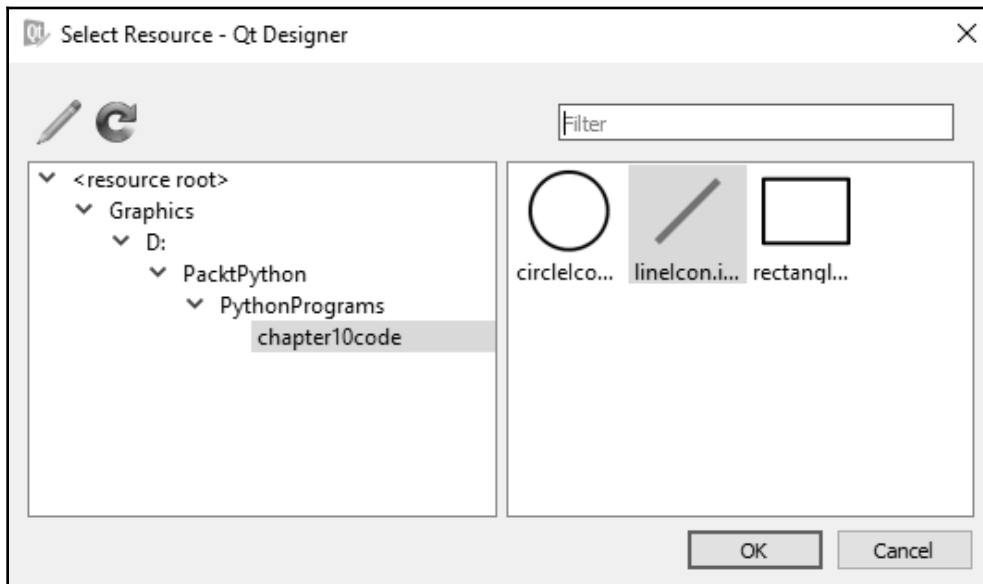 Select Resource - Qt Designer
Filter
<resource root>
Graphics
D:
PacktPython
PythonPrograms
chapter10code
circleIco... lineIcon.i... rectangl...
OK Cancel